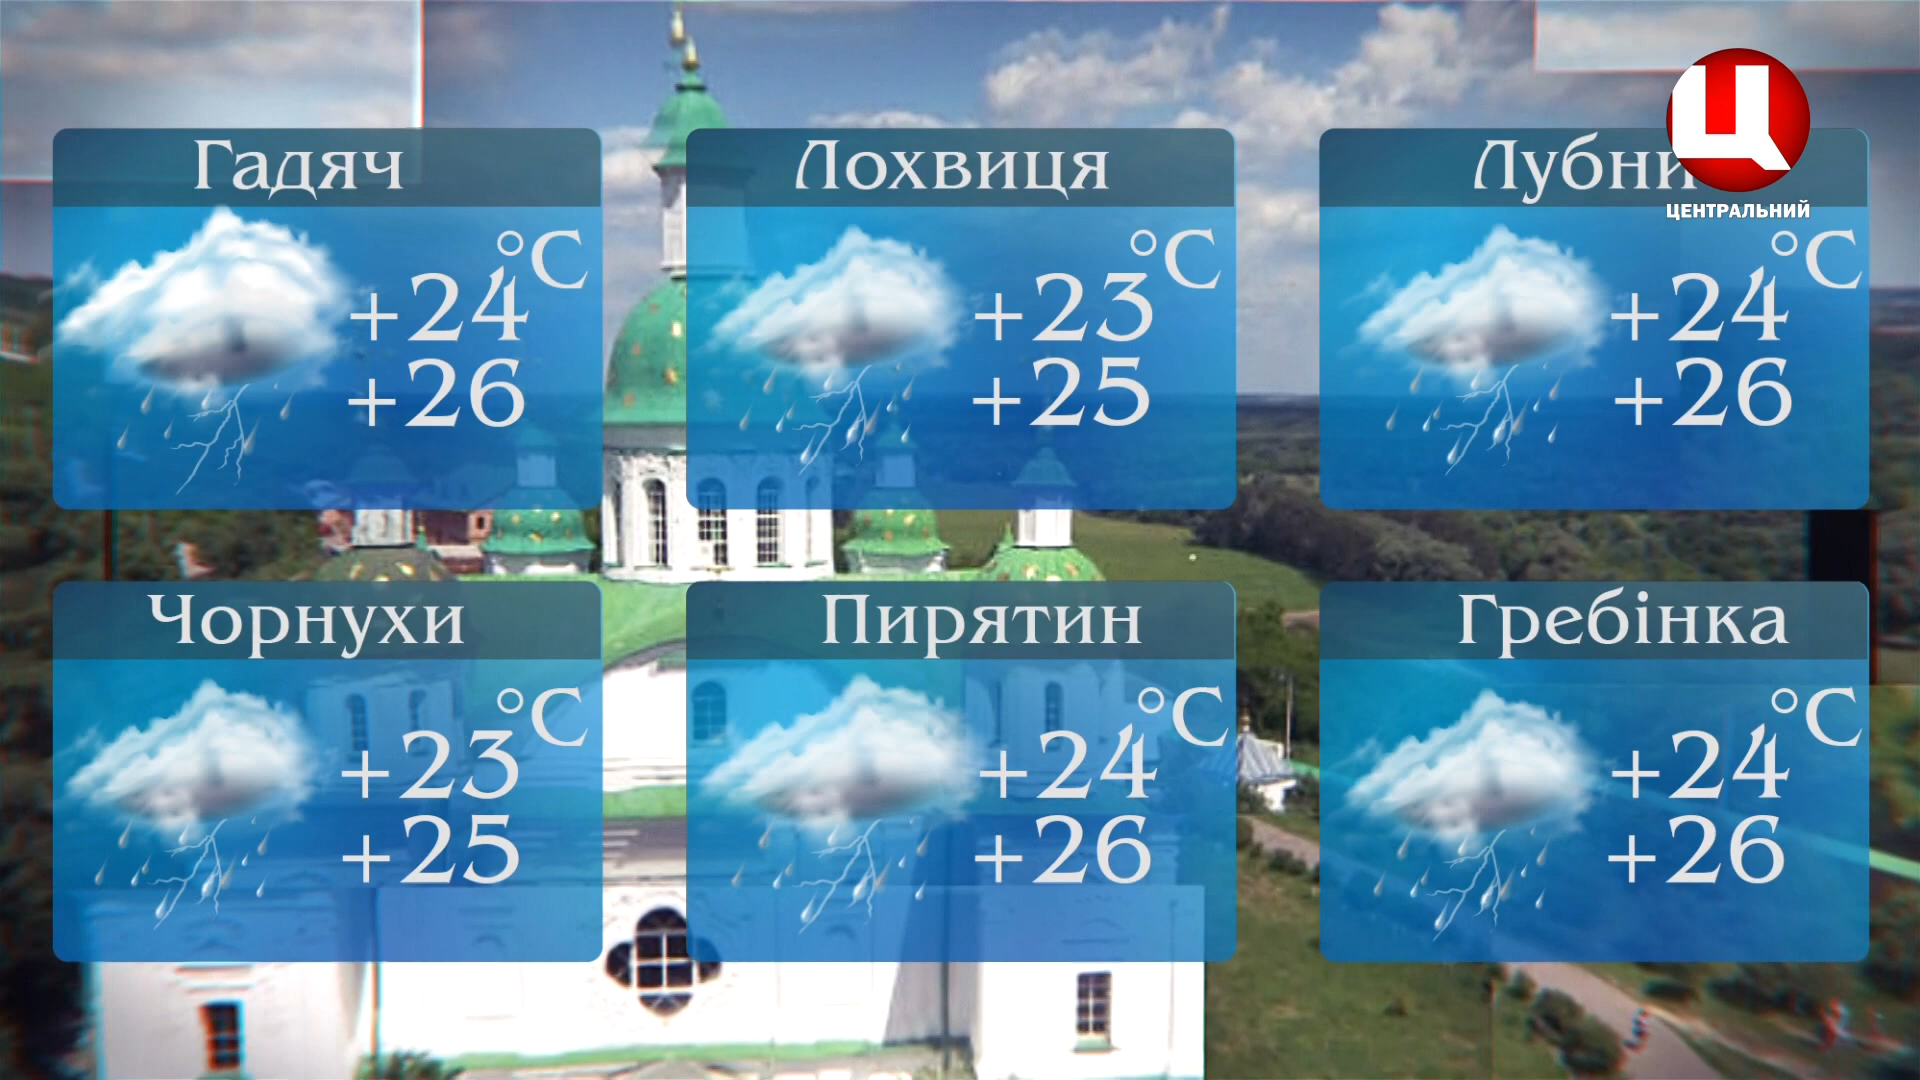 Гадяч
°C
+24
+26
Лохвиця
°C
+23
+25
Лубни
Ц
ЦЕНТРАЛЬНИЙ
°C
+24
+26
Чорнухи
°C
+23
+25
Пирятин
°C
+24
+26
Гребінка
°C
+24
+26